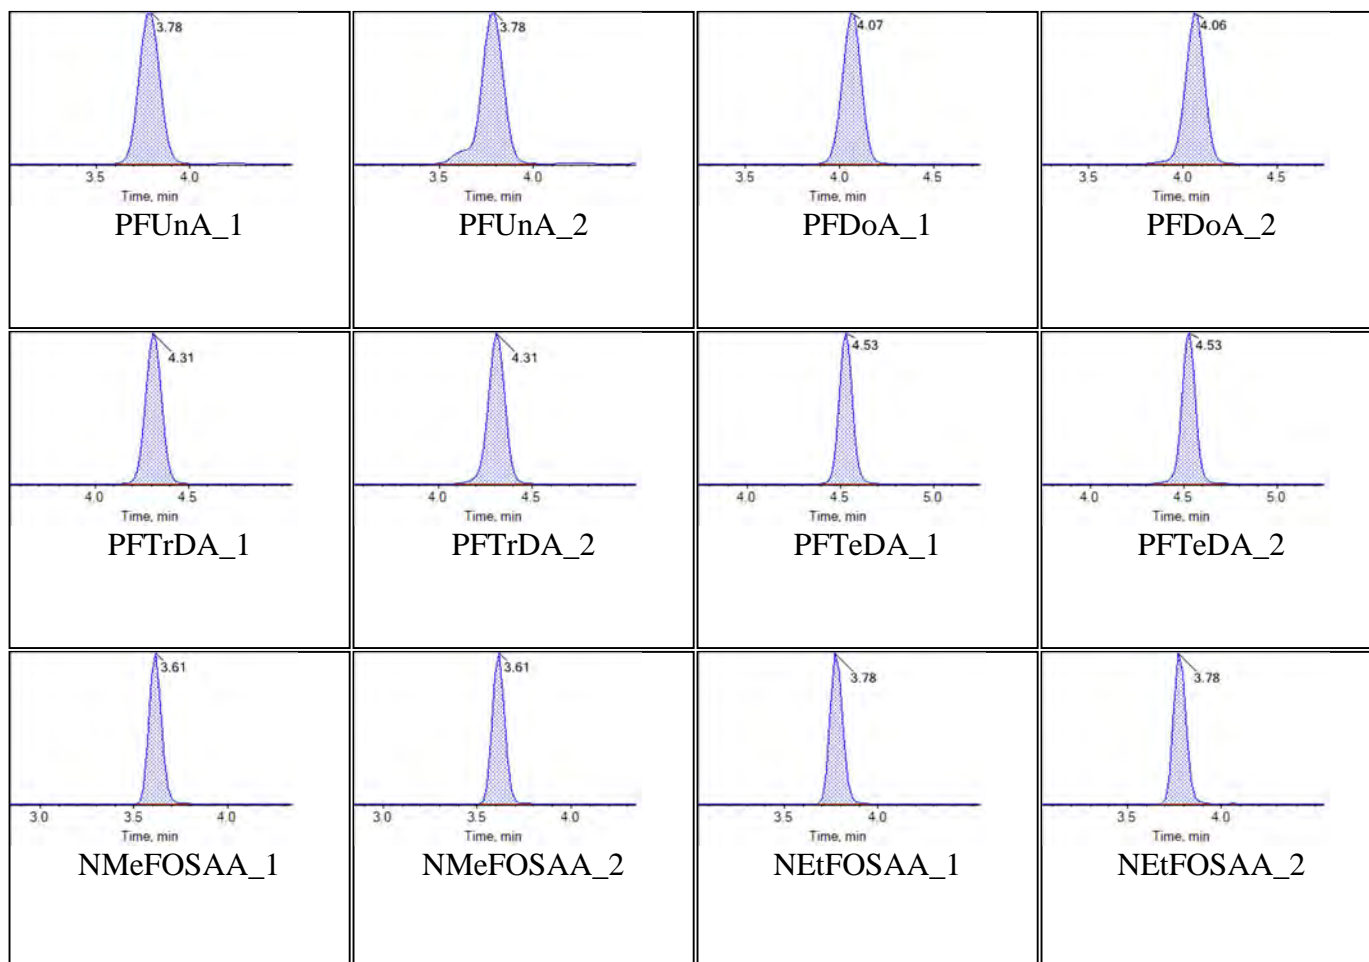 3.78 3.78 4.07 4.06
3.5 4.0 3.5 4.0 3.5 4.0 4.5 3.5 4.0 4.5
Time, min Time, min Time, min Time, min
PFUnA_1 PFUnA_2 PFDoA_1 PFDoA_2
4.31 4.31 4.53 4.53
4.0 4.5 4.0 4.5 4.0 4.5 5.0 4.0 4.5 5.0
Time, min Time, min Time, min Time, min
PFTrDA_1 PFTrDA_2 PFTeDA_1 PFTeDA_2
3.61 3.61 3.78 3.78
3.0 3.5 4.0 3.0 3.5 4.0 3.5 4.0 3.5 4.0
Time, min Time, min Time, min Time, min
NMeFOSAA_1 NMeFOSAA_2 NEtFOSAA_1 NEtFOSAA_2